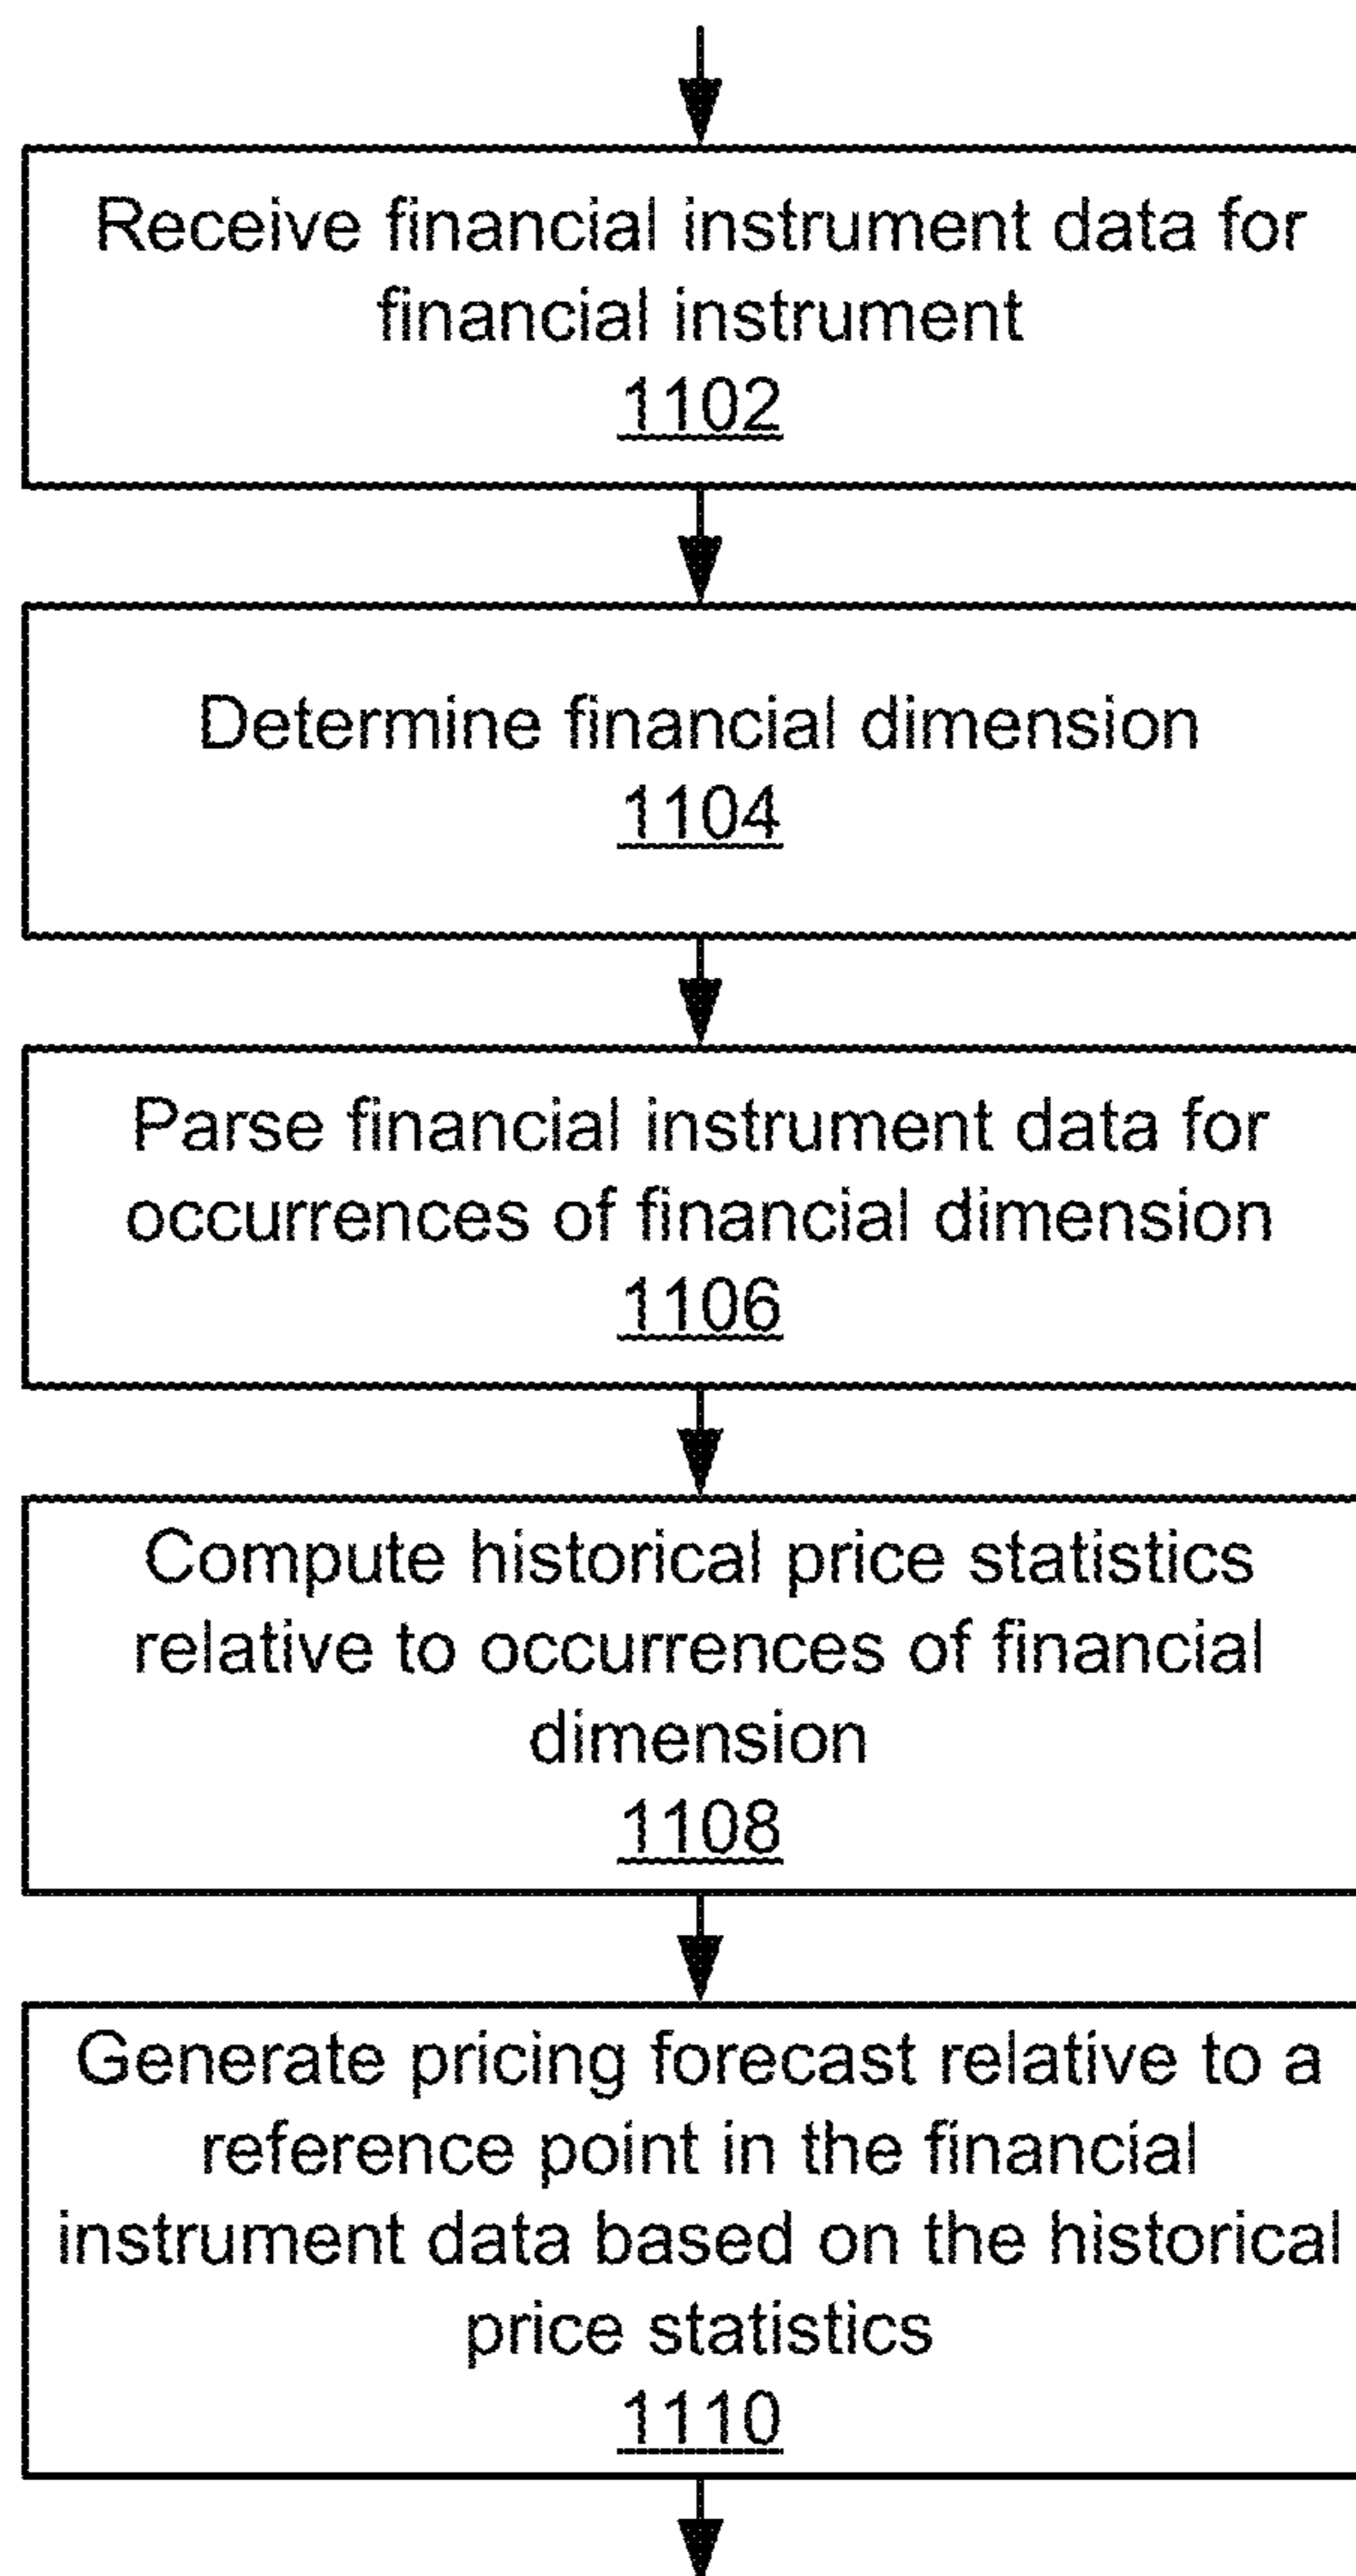 Receive financial instrument data for
financial instrument
1102
Determine financial dimension
1104
Parse financial instrument data for
occurrences of financial dimension
1106
Compute historical price statistics
relative to occurrences of financial
dimension
1108
Generate pricing forecast relative to a
reference point in the financial
instrument data based on the historical
price statistics
1110